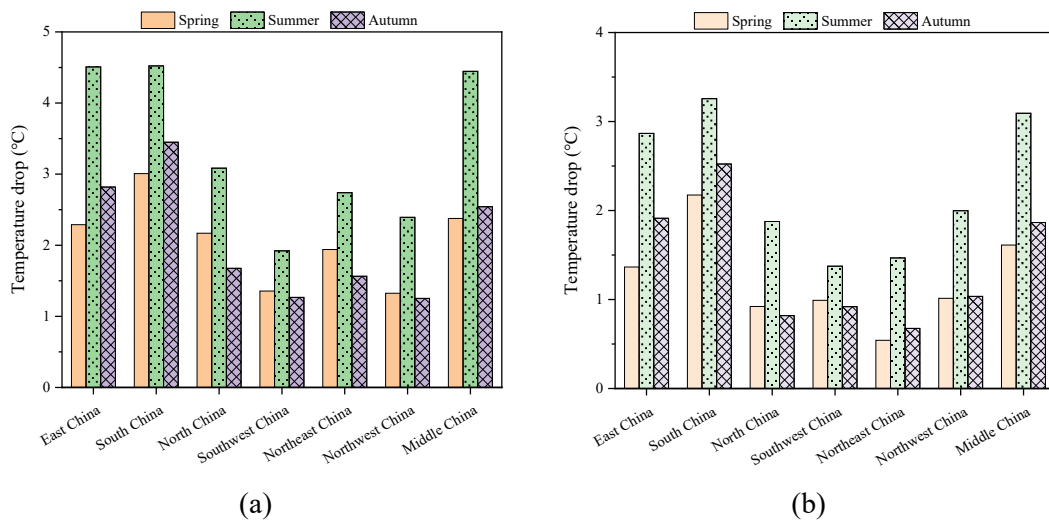 Spring Summer Autumn
5
4
3
2
1
0
Temperature drop (℃)
East China
South China
North China
Southwest China
Northeast China
Northwest China
Middle China
(a)
Spring Summer Autumn
4
3
2
1
0
Temperature drop (℃)
East China
South China
North China
Southwest China
Northeast China
Northwest China
Middle China
(b)